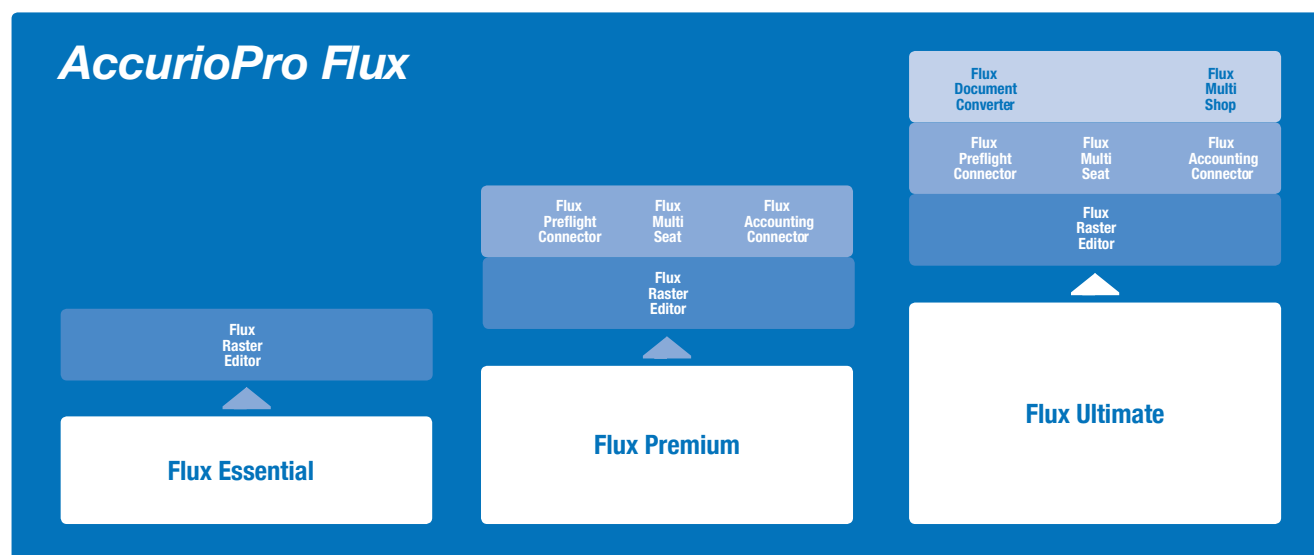 AccurioPro Flux
Flux
Raster
Editor
Flux Essential
Flux
Preflight
Connector
Flux
Multi
Seat
Flux
Accounting
Connector
Flux
Raster
Editor
Flux Premium
Flux
Document
Converter
Flux
Multi
Shop
Flux
Preflight
Connector
Flux
Multi
Seat
Flux
Accounting
Connector
Flux
Raster
Editor
Flux Ultimate